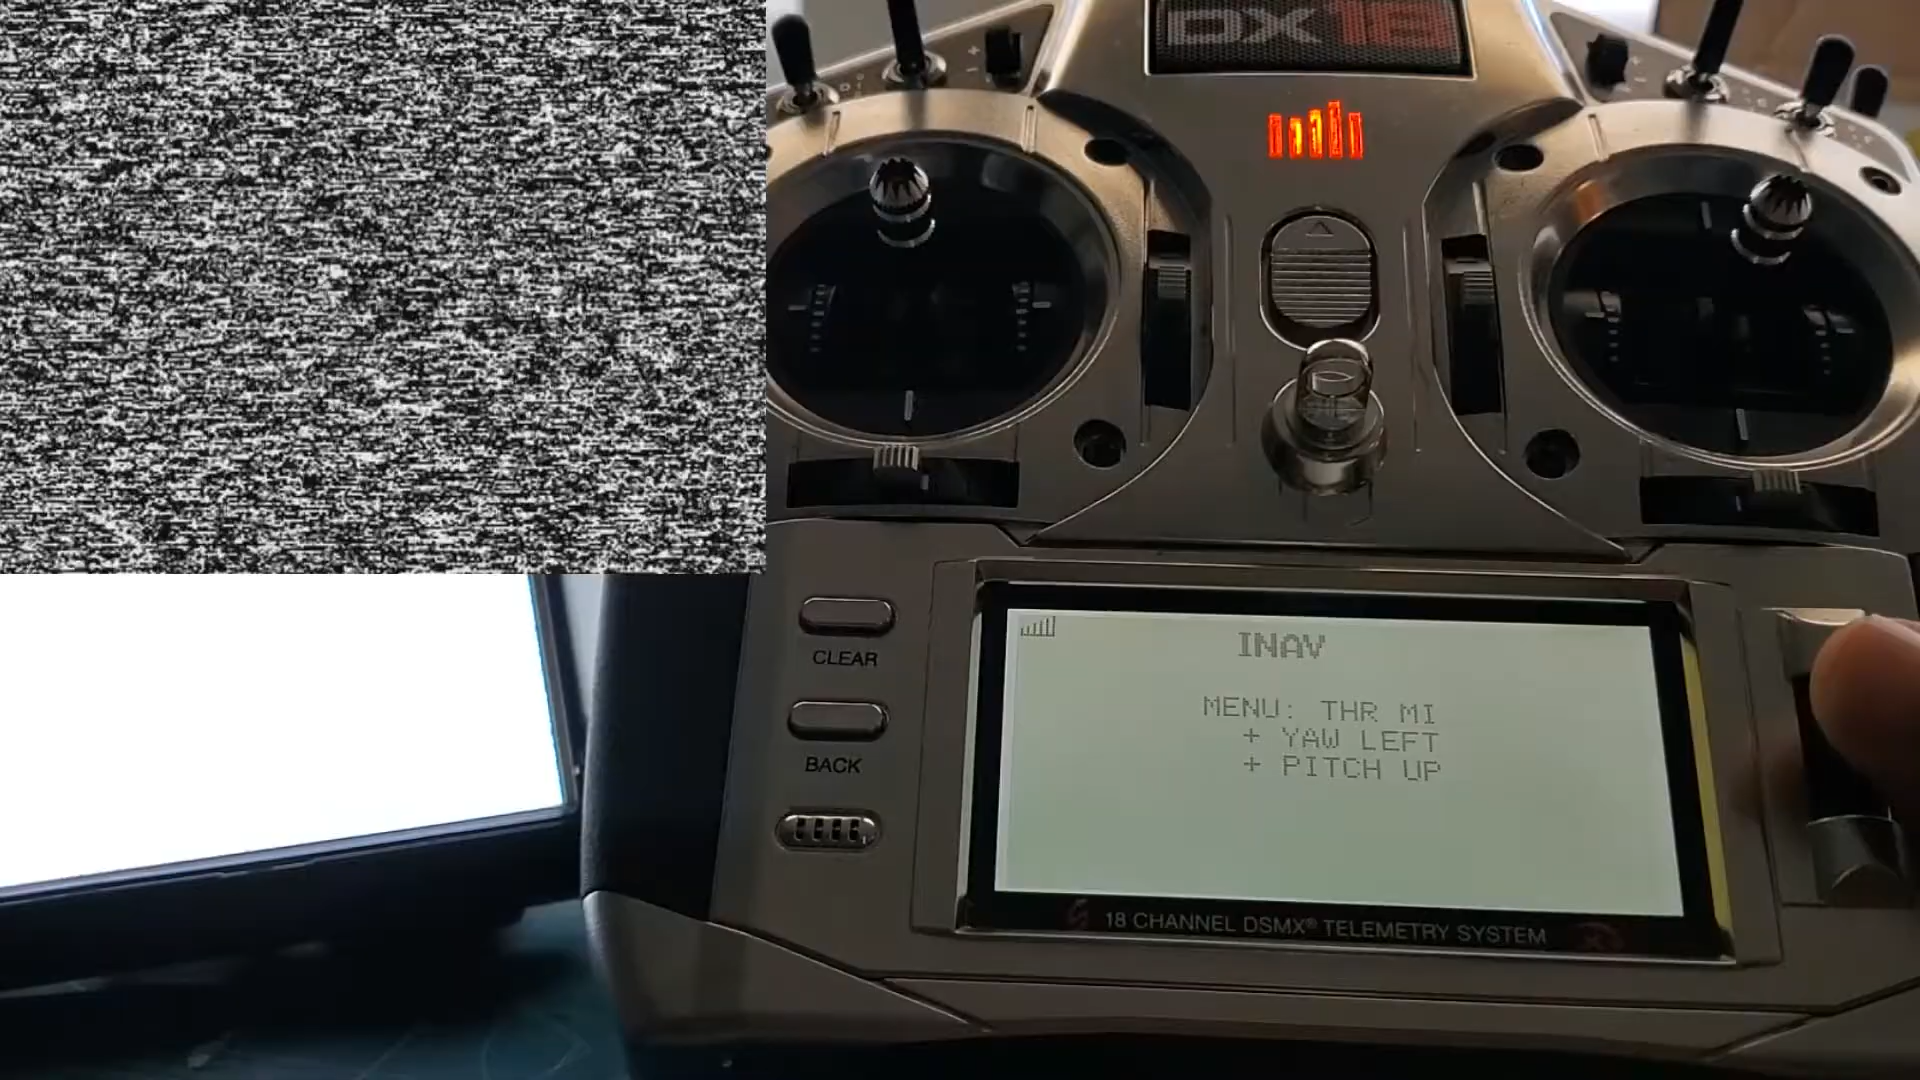 DX18
INAV
MENU: THR MI
+ YAW LEFT
+ PITCH UP
CLEAR
BACK
18 CHANNEL DSMX® TELEMETRY SYSTEM